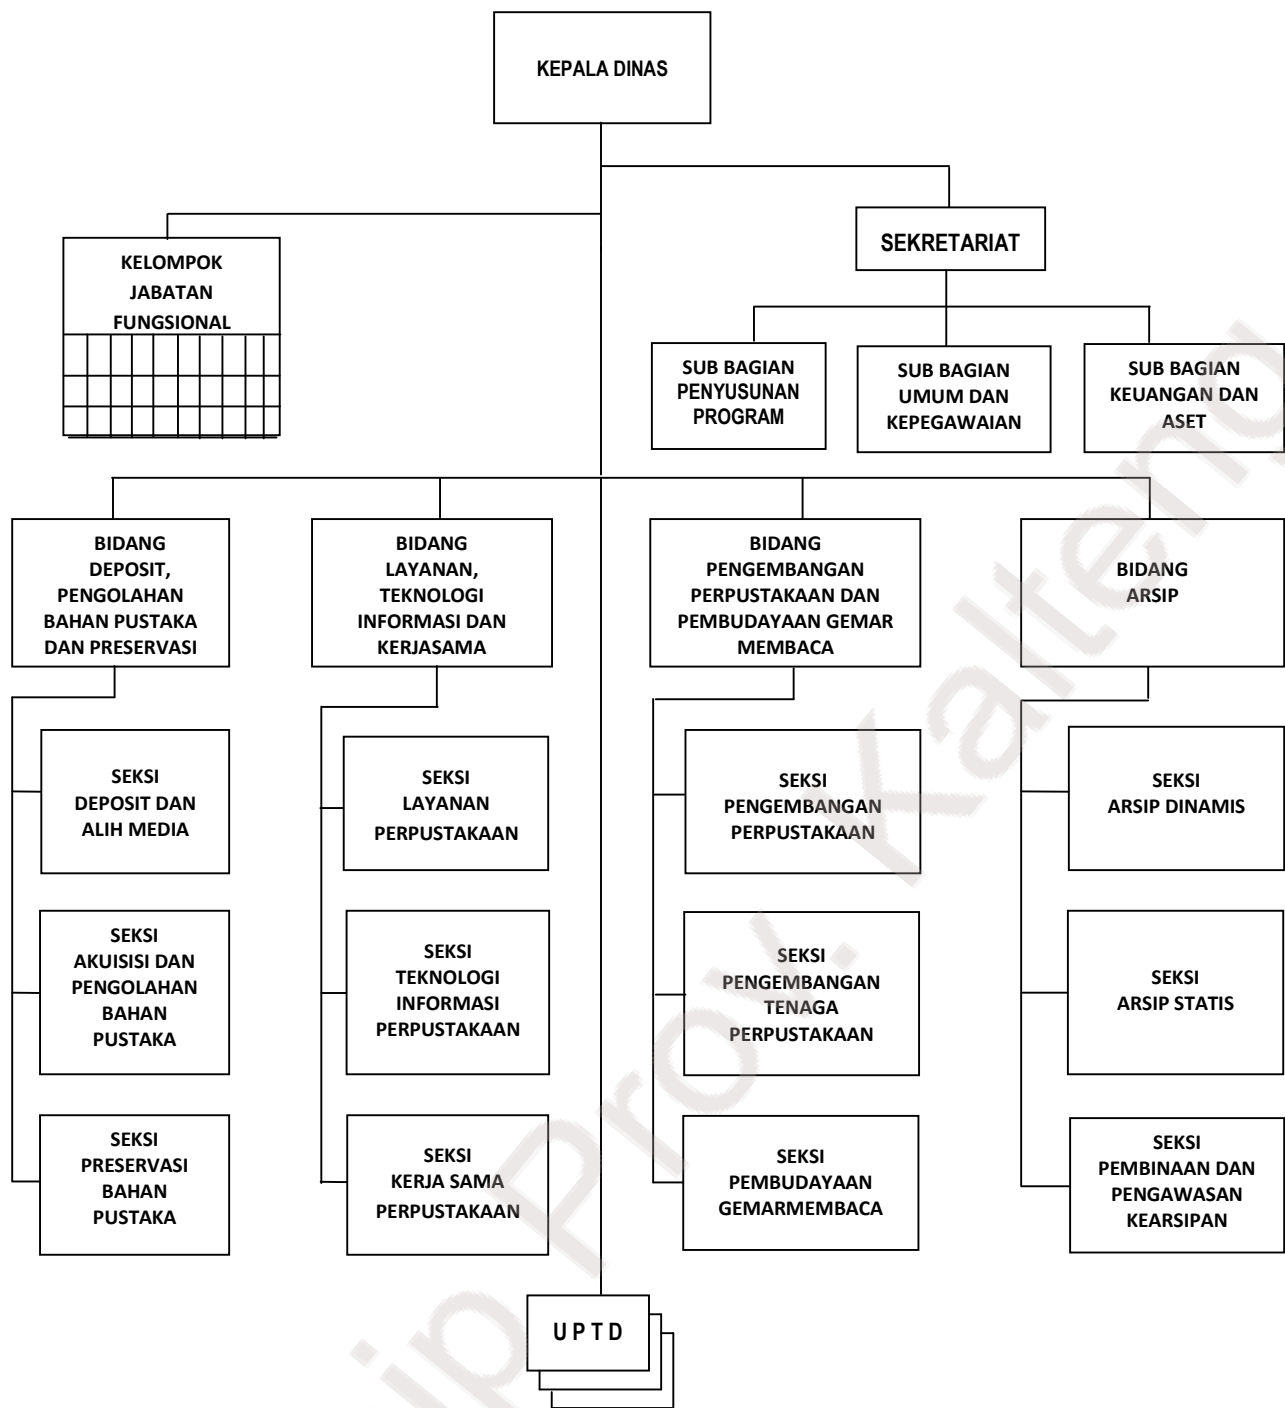 KEPALA DINAS
SEKRETARIAT
KELOMPOK
JABATAN
FUNGSIONAL
SUB BAGIAN
PENYUSUNAN
PROGRAM
SUB BAGIAN
UMUM DAN
KEPEGAWAIAN
SUB BAGIAN
KEUANGAN DAN
ASET
BIDANG
DEPOSIT,
PENGOLAHAN
BAHAN PUSTAKA
DAN PRESERVASI
BIDANG
LAYANAN,
TEKNOLOGI
INFORMASI DAN
KERJASAMA
BIDANG
PENGEMBANGAN
PERPUSTAKAAN DAN
PEMBUDAYAAN GEMAR
MEMBACA
BIDANG
ARSIP
SEKSI
DEPOSIT DAN
ALIH MEDIA
SEKSI
LAYANAN
PERPUSTAKAAN
SEKSI
PENGEMBANGAN
PERPUSTAKAAN
SEKSI
ARSIP DINAMIS
SEKSI
AKUISISI DAN
PENGOLAHAN
BAHAN
PUSTAKA
SEKSI
TEKNOLOGI
INFORMASI
PERPUSTAKAAN
SEKSI
PENGEMBANGAN
TENAGA
PERPUSTAKAAN
SEKSI
ARSIP STATIS
SEKSI
PRESERVASI
BAHAN
PUSTAKA
SEKSI
KERJA SAMA
PERPUSTAKAAN
SEKSI
PEMBUDAYAAN
GEMARMEMBACA
SEKSI
PEMBINAAN DAN
PENGAWASAN
KEARSIPAN
U P T D
ip Prov. Kalteng